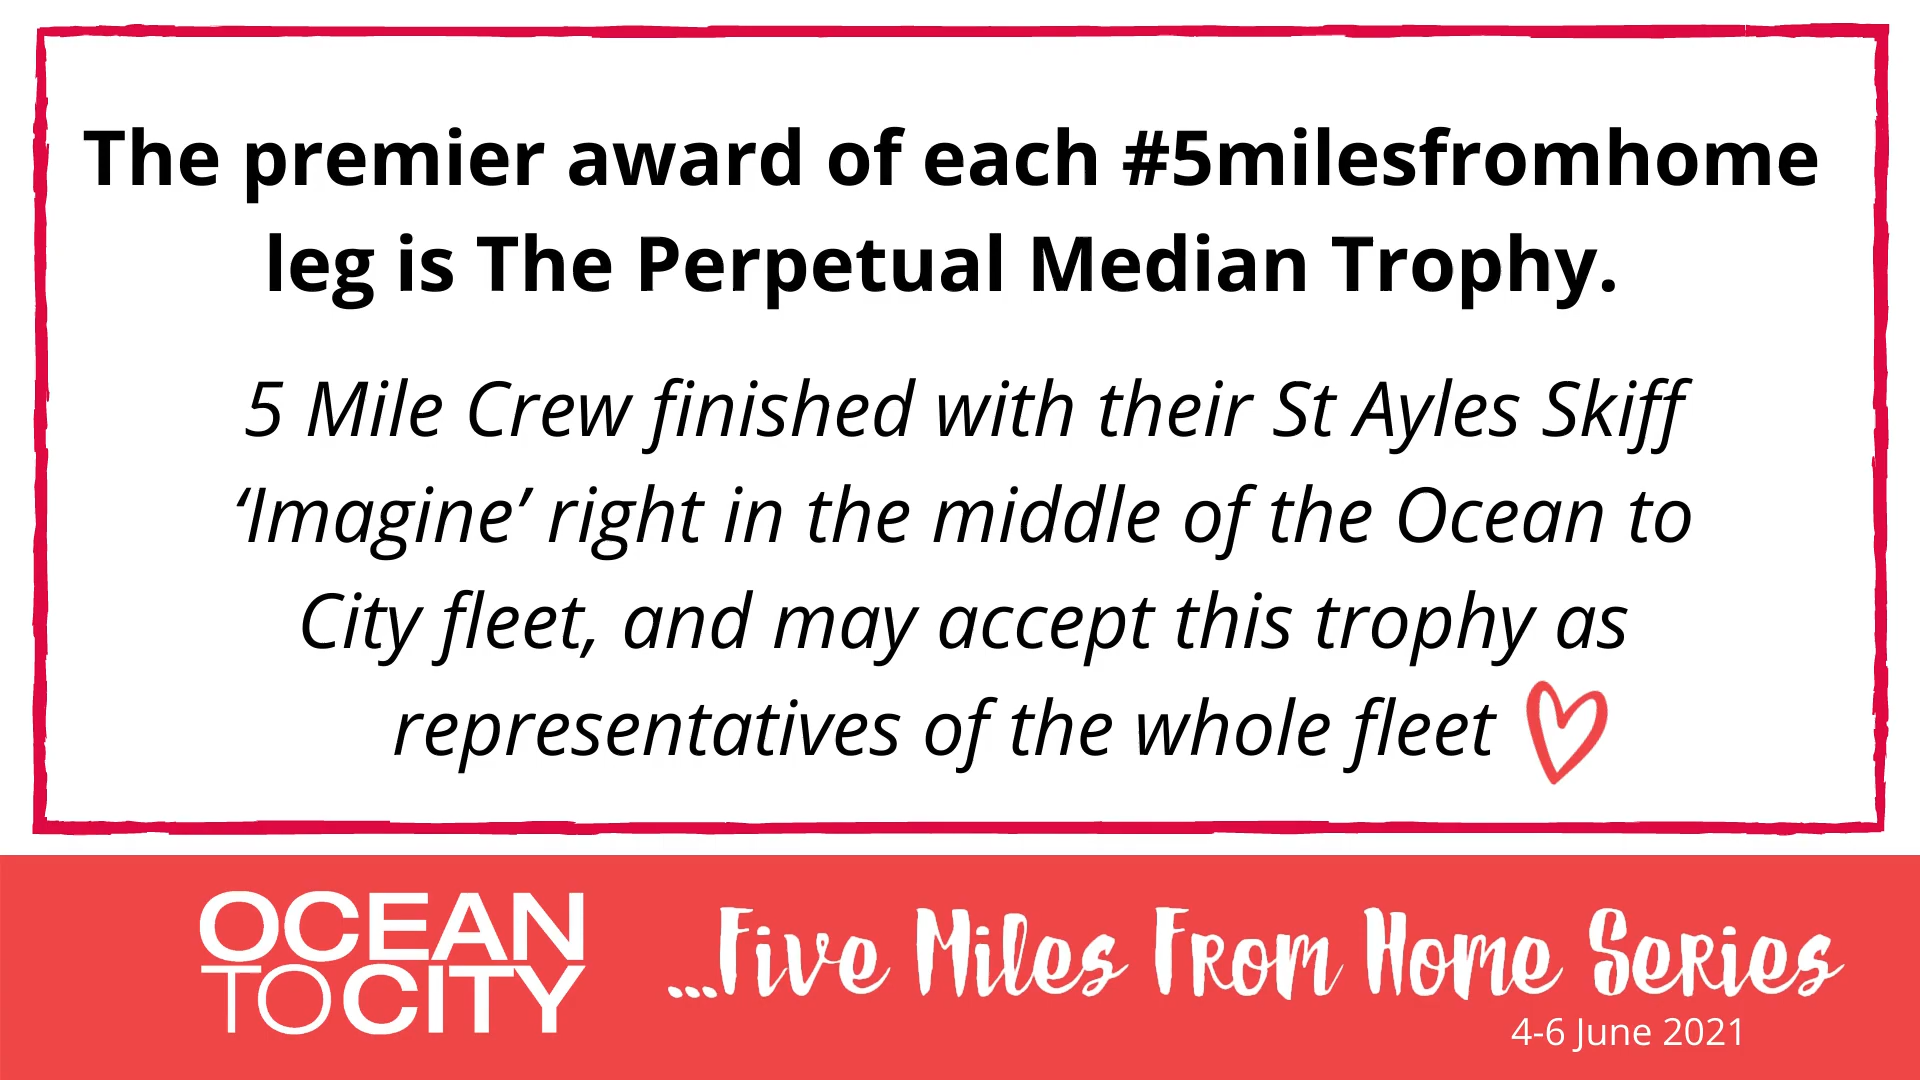 The premier award of each #5milesfromhome
leg is The Perpetual Median Trophy.
5 Mile Crew finished with their St Ayles Skiff
‘Imagine’ right in the middle of the Ocean to
City fleet, and may accept this trophy as
representatives of the whole fleet
OCEAN
TOCITY
...Five Miles From Home Series
4-6 June 2021